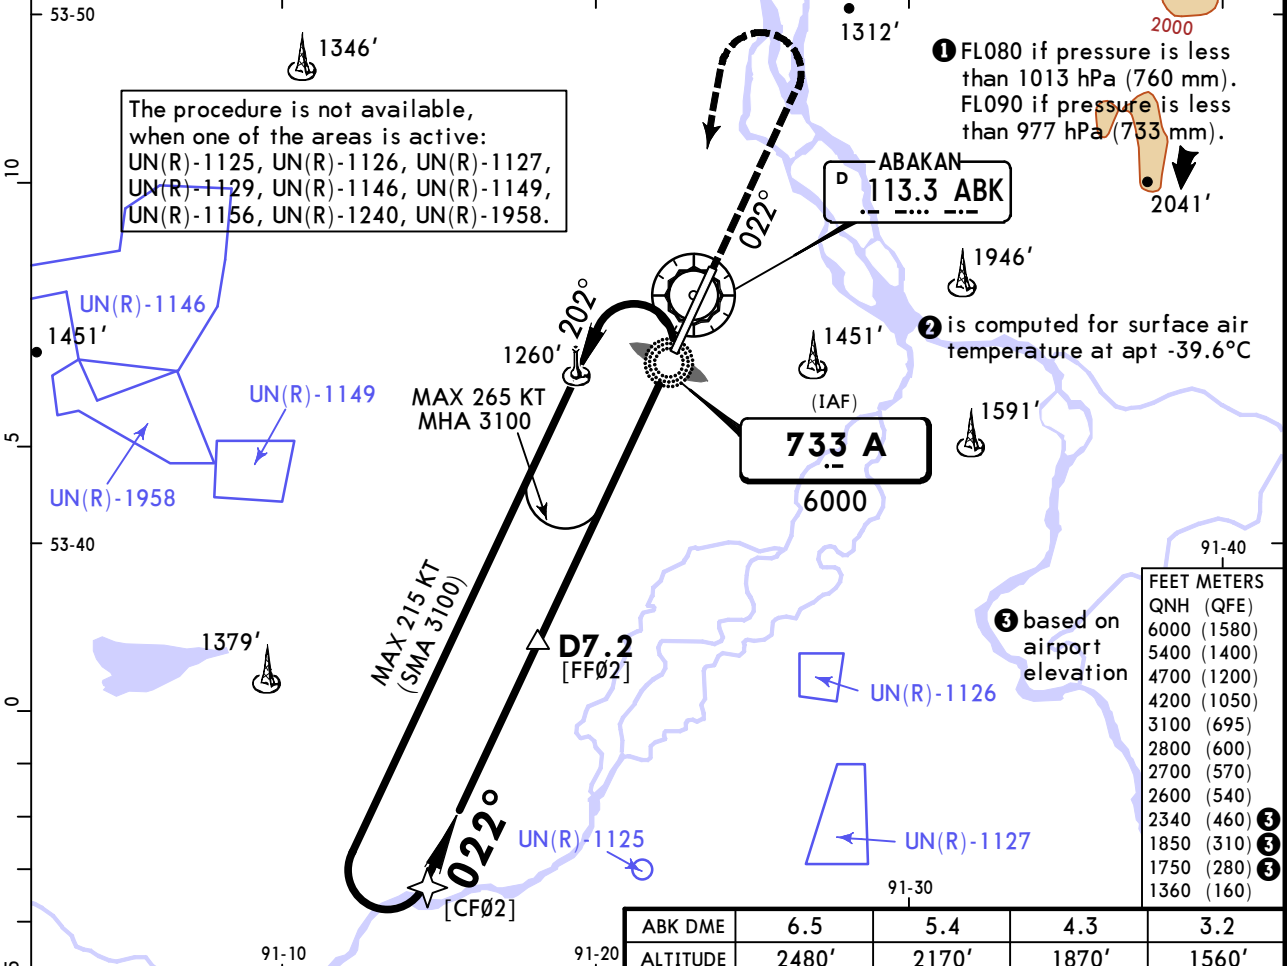 53-50
1346′
1312′
2000
❶ FL080 if pressure is less
than 1013 hPa (760 mm).
FL090 if pressure is less
than 977 hPa (733 mm).
The procedure is not available,
when one of the areas is active:
UN(R)-1125, UN(R)-1126, UN(R)-1127,
UN(R)-1129, UN(R)-1146, UN(R)-1149,
UN(R)-1156, UN(R)-1240, UN(R)-1958.
10
ABAKAN
D 113.3 ABK
2041′
022°
1946′
UN(R)-1146
202°
1451′
1451′
❷ is computed for surface air
temperature at apt -39.6°C
1260′
UN(R)-1149
MAX 265 KT
MHA 3100
(IAF)
1591′
733 A
6000
5
UN(R)-1958
53-40
91-40
MAX 215 KT
(SMA 3100)
1379′
D7.2
[FFØ2]
❸ based on
airport
elevation
FEET METERS
QNH (QFE)
6000 (1580)
5400 (1400)
4700 (1200)
4200 (1050)
3100 (695)
2800 (600)
2700 (570)
2600 (540)
2340 (460) ❸
1850 (310) ❸
1750 (280) ❸
1360 (160)
0
UN(R)-1126
022°
UN(R)-1125
UN(R)-1127
[CFØ2]
91-30
91-10
91-20
ABK DME 6.5 5.4 4.3 3.2
ALTITUDE 2480′ 2170′ 1870′ 1560′